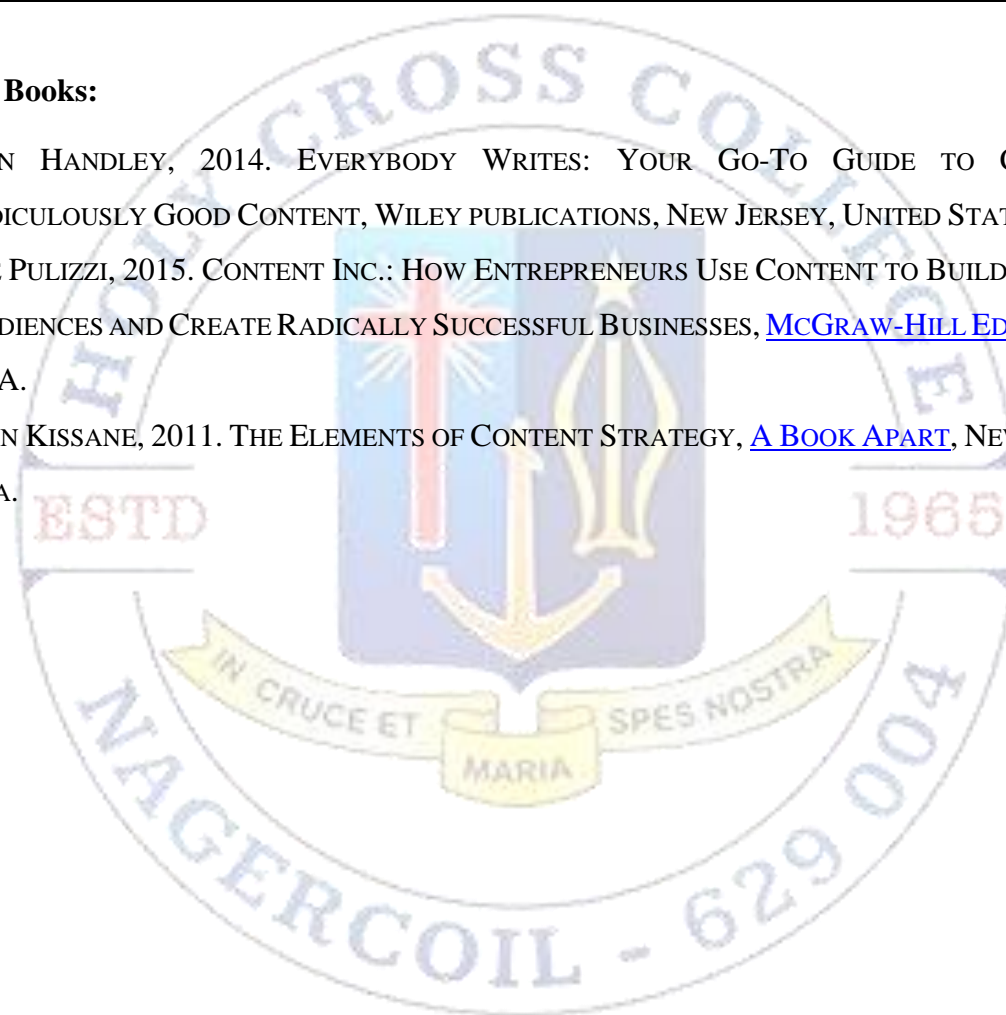 Books:
N HANDLEY, 2014. EVERYBODY WRITES: YOUR GO-TO GUIDE TO C
DICULOUSLY GOOD CONTENT, WILEY PUBLICATIONS, NEW JERSEY, UNITED STAT
E PULIZZI, 2015. CONTENT INC.: HOW ENTREPRENEURS USE CONTENT TO BUILD
DIENCES AND CREATE RADICALLY SUCCESSFUL BUSINESSES, MCGRAW-HILL ED
A.
N KISSANE, 2011. THE ELEMENTS OF CONTENT STRATEGY, A BOOK APART, NEW
A.
HOLY CROSS COLLEGE
ESTD 1965
IN CRUCE ET MARIA SPES NOSTRA
NAGERCOIL - 629 004